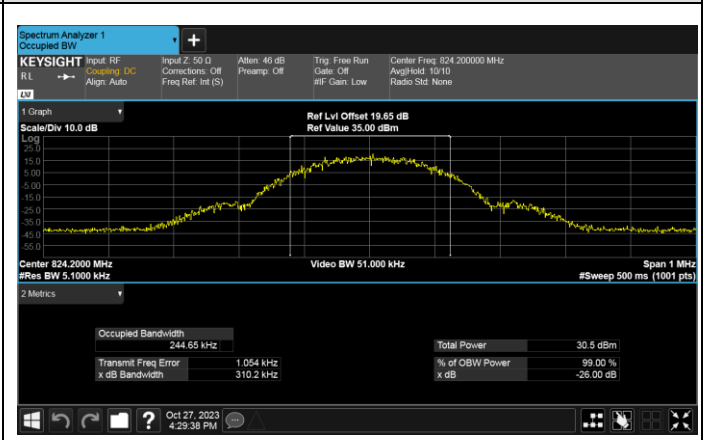 Spectrum Analyzer 1
Occupied BW
+
KEYSIGHT Input: RF Input Z: 50 Ω Atten: 46 dB Trig: Free Run Center Freq: 824.200000 MHz
RL Coupling: DC Corrections: Off Preamp: Off Gate: Off Avg|Hold: 10/10
Align: Auto Freq Ref: Int (S) #IF Gain: Low Radio Std: None
LXI
1 Graph
Ref Lvl Offset 19.65 dB
Scale/Div 10.0 dB Ref Value 35.00 dBm
Log
25.0
15.0
5.00
-5.00
-15.0
-25.0
-35.0
-45.0
-55.0
Center 824.2000 MHz Video BW 51.000 kHz Span 1 MHz
#Res BW 5.1000 kHz #Sweep 500 ms (1001 pts)
2 Metrics
Occupied Bandwidth
244.65 kHz Total Power 30.5 dBm
Transmit Freq Error 1.054 kHz % of OBW Power 99.00 %
x dB Bandwidth 310.2 kHz x dB -26.00 dB
? Oct 27, 2023
4:29:38 PM